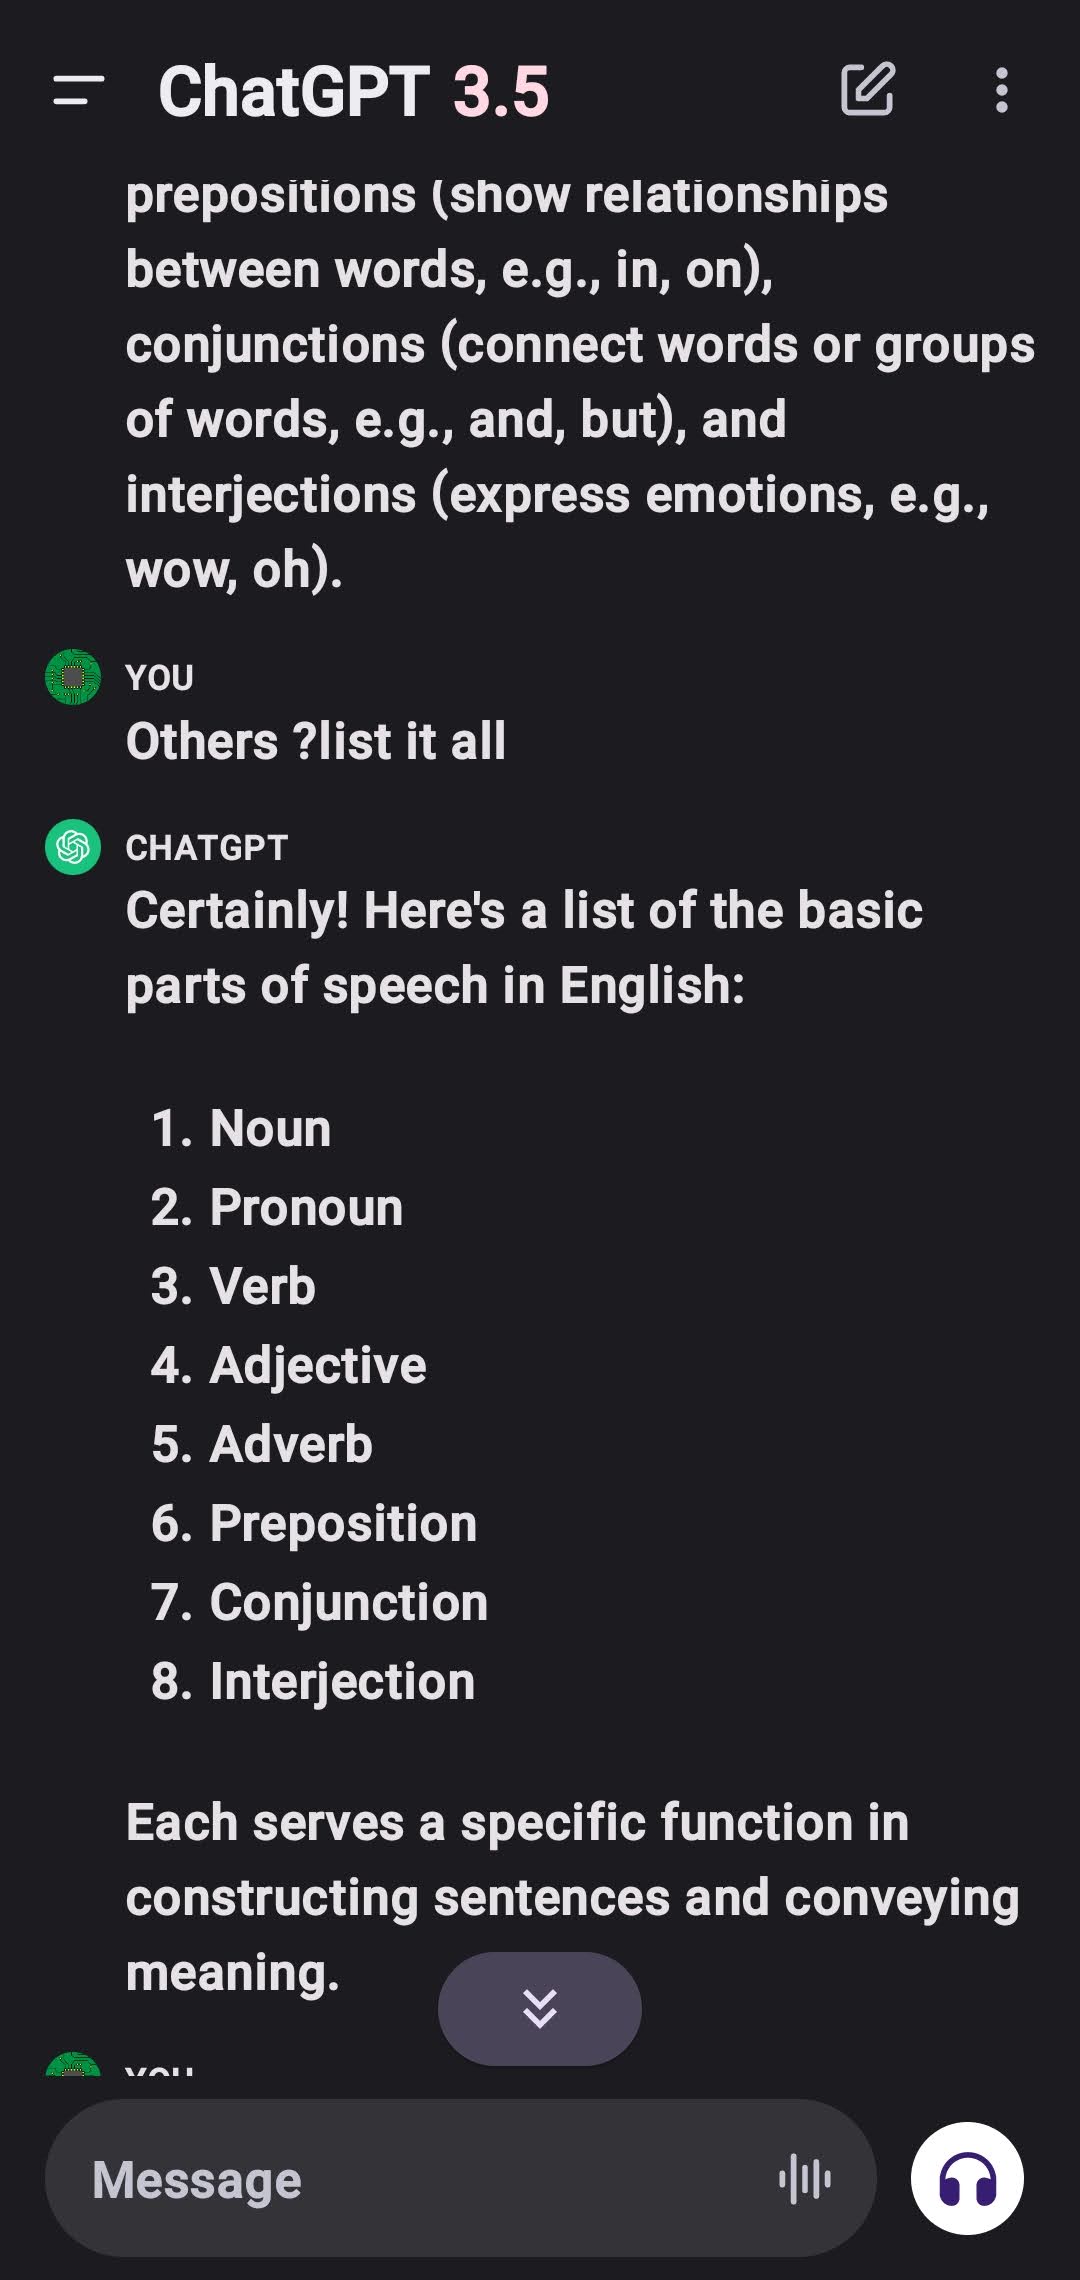 ChatGPT 3.5
prepositions (show relationships
between words, e.g., in, on),
conjunctions (connect words or groups
of words, e.g., and, but), and
interjections (express emotions, e.g.,
wow, oh).
YOU
Others ?list it all
CHATGPT
Certainly! Here's a list of the basic
parts of speech in English:
1. Noun
2. Pronoun
3. Verb
4. Adjective
5. Adverb
6. Preposition
7. Conjunction
8. Interjection
Each serves a specific function in
constructing sentences and conveying
meaning.
YOU
Message